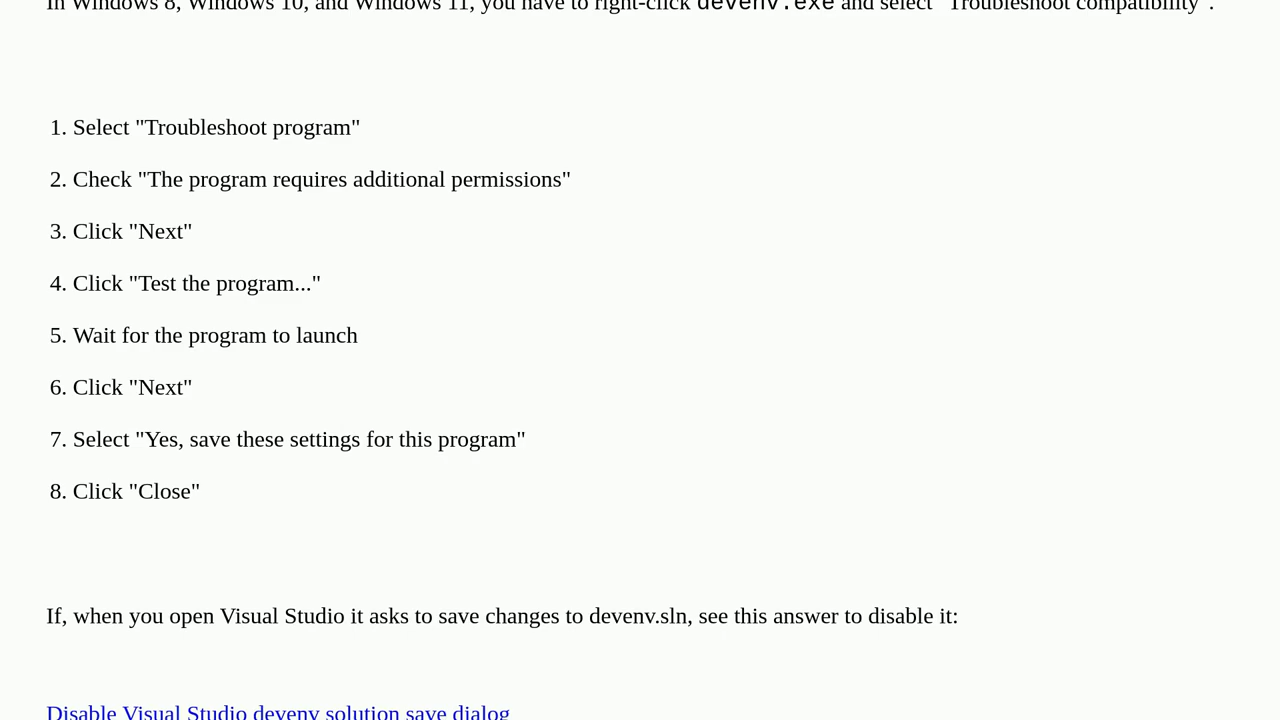 In Windows 8, Windows 10, and Windows 11, you have to right-click devenv.exe and select "Troubleshoot compatibility".
1. Select "Troubleshoot program"
2. Check "The program requires additional permissions"
3. Click "Next"
4. Click "Test the program..."
5. Wait for the program to launch
6. Click "Next"
7. Select "Yes, save these settings for this program"
8. Click "Close"
If, when you open Visual Studio it asks to save changes to devenv.sln, see this answer to disable it:
Disable Visual Studio devenv solution save dialog